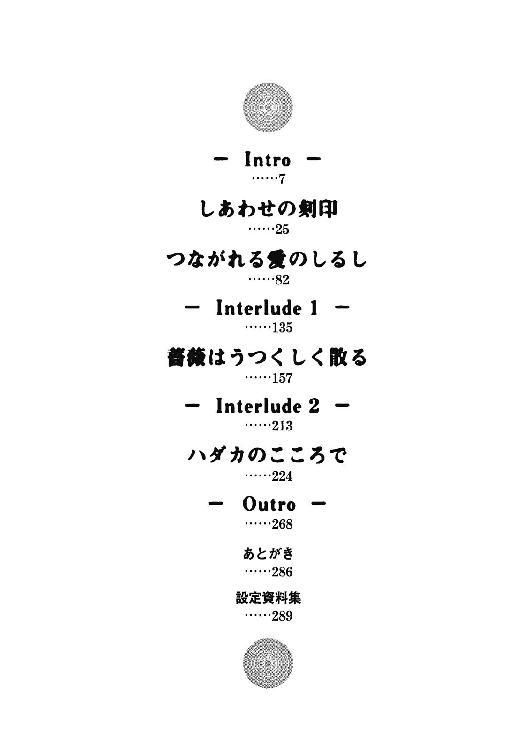 — Intro —
……7
しあわせの刻印
……25
つながれる愛のしるし
……82
— Interlude 1 —
……135
薔薇はうつくしく散る
……157
— Interlude 2 —
……213
ハダカのこころで
……224
— Outro —
……268
あとがき
……286
設定資料集
……289